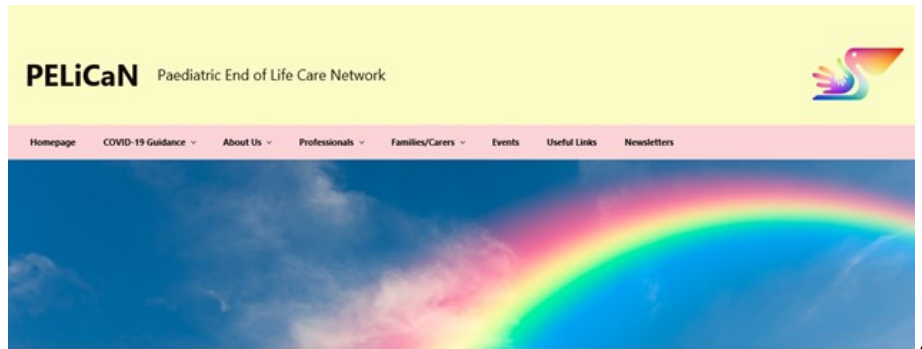 PELiCaN Paediatric End of Life Care Network
Homepage COVID-19 Guidance About Us Professionals Families/Carers Events Useful Links Newsletters